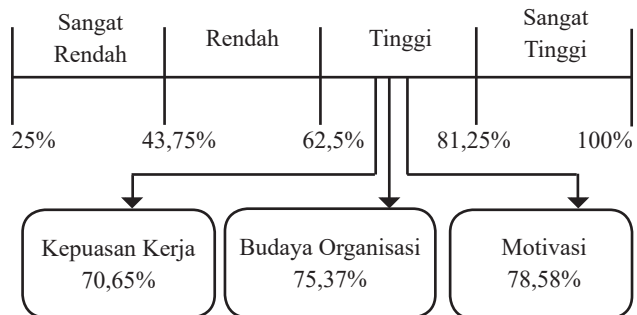 Sangat
Rendah
Rendah
Tinggi
Sangat
Tinggi
25%
43,75%
62,5%
81,25%
100%
Kepuasan Kerja
70,65%
Budaya Organisasi
75,37%
Motivasi
78,58%